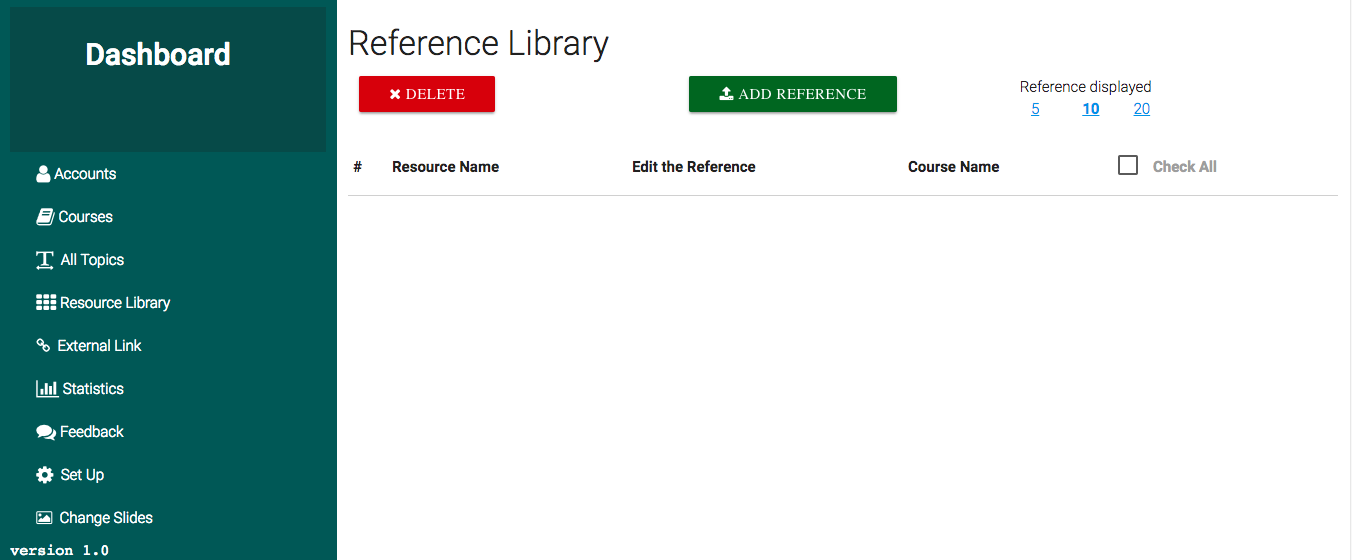 Dashboard
Accounts
Courses
All Topics
Resource Library
External Link
Statistics
Feedback
Set Up
Change Slides
version 1.0
Reference Library
DELETE
ADD REFERENCE
Reference displayed
5 10 20
# Resource Name Edit the Reference Course Name Check All